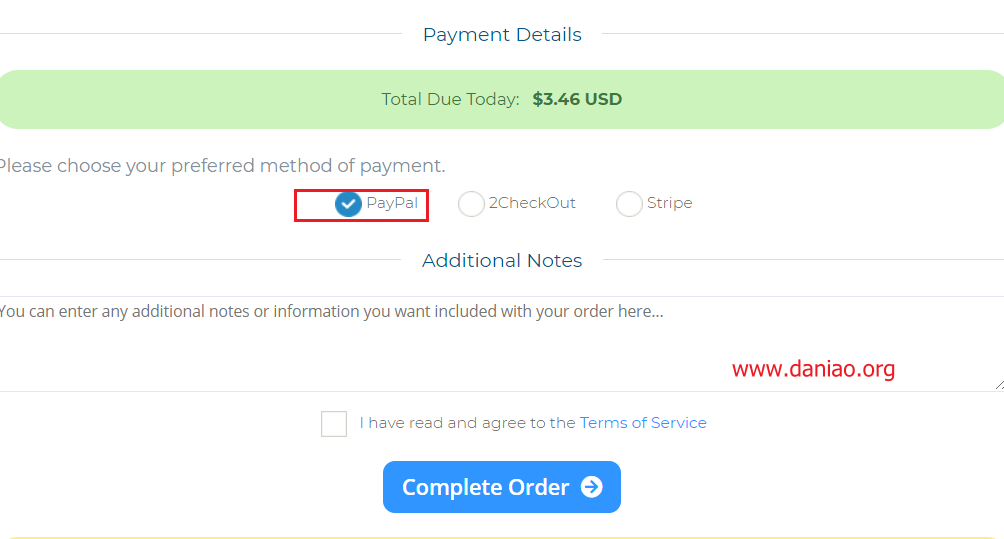 Payment Details
Total Due Today: $3.46 USD
Please choose your preferred method of payment.
PayPal 2CheckOut Stripe
Additional Notes
You can enter any additional notes or information you want included with your order here...
www.daniao.org
I have read and agree to the Terms of Service
Complete Order